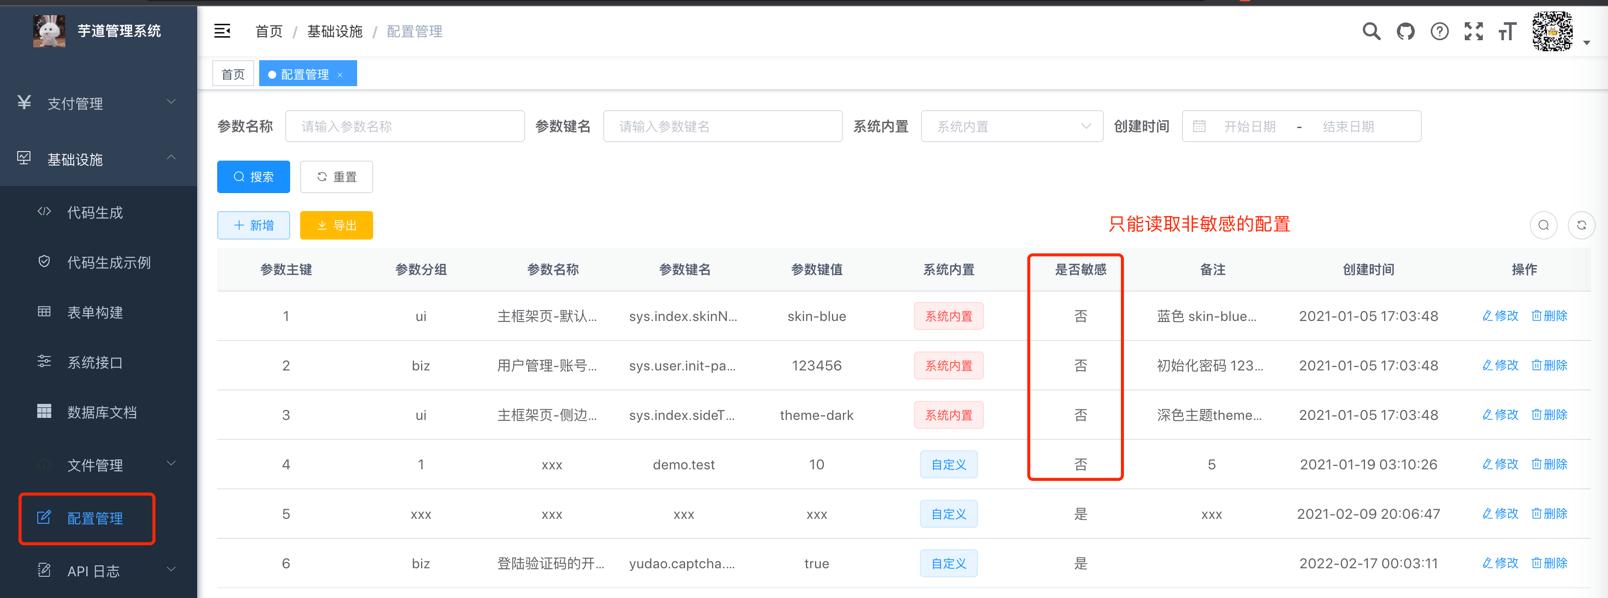 芋道管理系统
首页 / 基础设施 / 配置管理
首页
配置管理 ×
支付管理
基础设施
代码生成
代码生成示例
表单构建
系统接口
数据库文档
文件管理
配置管理
API 日志
参数名称 请输入参数名称 参数键名 请输入参数键名 系统内置 系统内置 创建时间 开始日期 - 结束日期
搜索 重置
新增 导出
只能读取非敏感的配置
参数主键 参数分组 参数名称 参数键名 参数键值 系统内置 是否敏感 备注 创建时间 操作
1 ui 主框架页-默认... sys.index.skinN... skin-blue 系统内置 否 蓝色 skin-blue... 2021-01-05 17:03:48 修改 删除
2 biz 用户管理-账号... sys.user.init-pa... 123456 系统内置 否 初始化密码 123... 2021-01-05 17:03:48 修改 删除
3 ui 主框架页-侧边... sys.index.sideT... theme-dark 系统内置 否 深色主题theme... 2021-01-05 17:03:48 修改 删除
4 1 xxx demo.test 10 自定义 否 5 2021-01-19 03:10:26 修改 删除
5 xxx xxx xxx xxx 自定义 是 xxx 2021-02-09 20:06:47 修改 删除
6 biz 登陆验证码的开... yudao.captcha.... true 自定义 是 2022-02-17 00:03:11 修改 删除